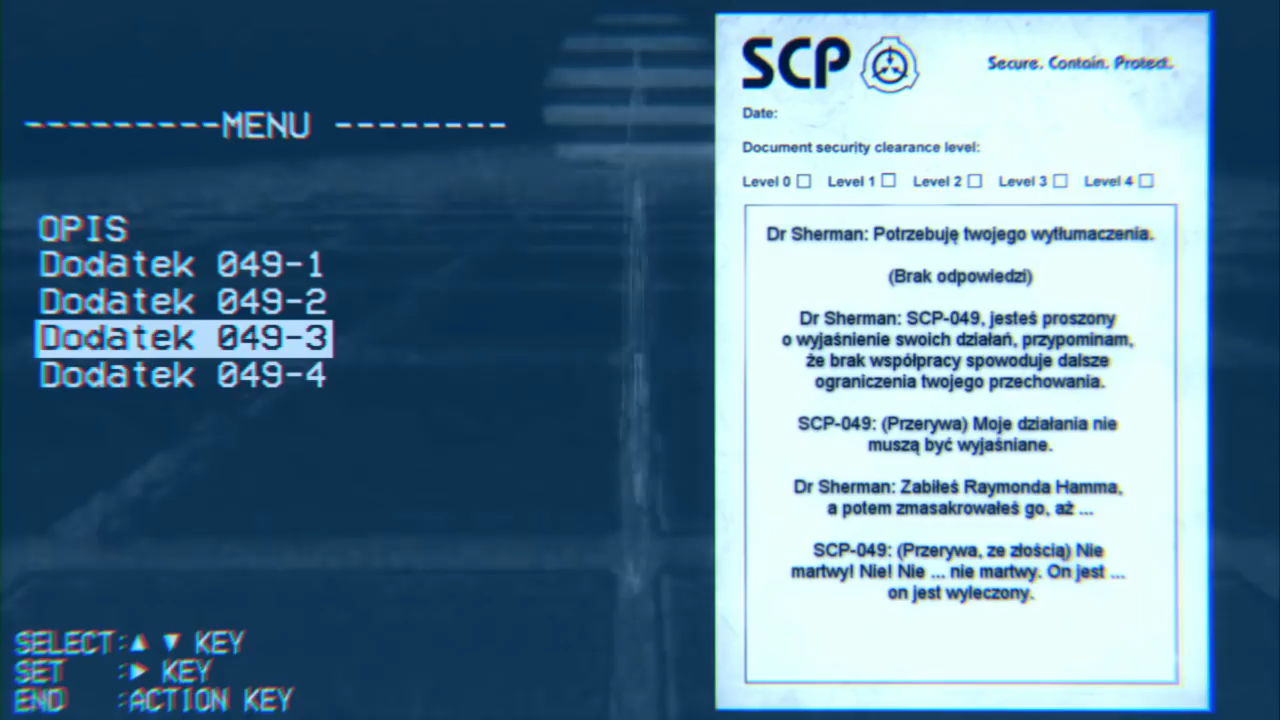 ---------MENU --------
OPIS
Dodatek 049-1
Dodatek 049-2
Dodatek 049-3
Dodatek 049-4
SELECT:▲ ▼ KEY
SET :► KEY
END :ACTION KEY
SCP
Secure. Contain. Protect.
Date:
Document security clearance level:
Level 0 ☐ Level 1 ☐ Level 2 ☐ Level 3 ☐ Level 4 ☐
Dr Sherman: Potrzebuję twojego wytłumaczenia.
(Brak odpowiedzi)
Dr Sherman: SCP-049, jesteś proszony
o wyjaśnienie swoich działań, przypominam,
że brak współpracy spowoduje dalsze
ograniczenia twojego przechowania.
SCP-049: (Przerywa) Moje działania nie
muszą być wyjaśniane.
Dr Sherman: Zabiłeś Raymonda Hamma,
a potem zmasakrowałeś go, aż ...
SCP-049: (Przerywa, ze złością) Nie
martwy! Nie! Nie ... nie martwy. On jest ...
on jest wyleczony.